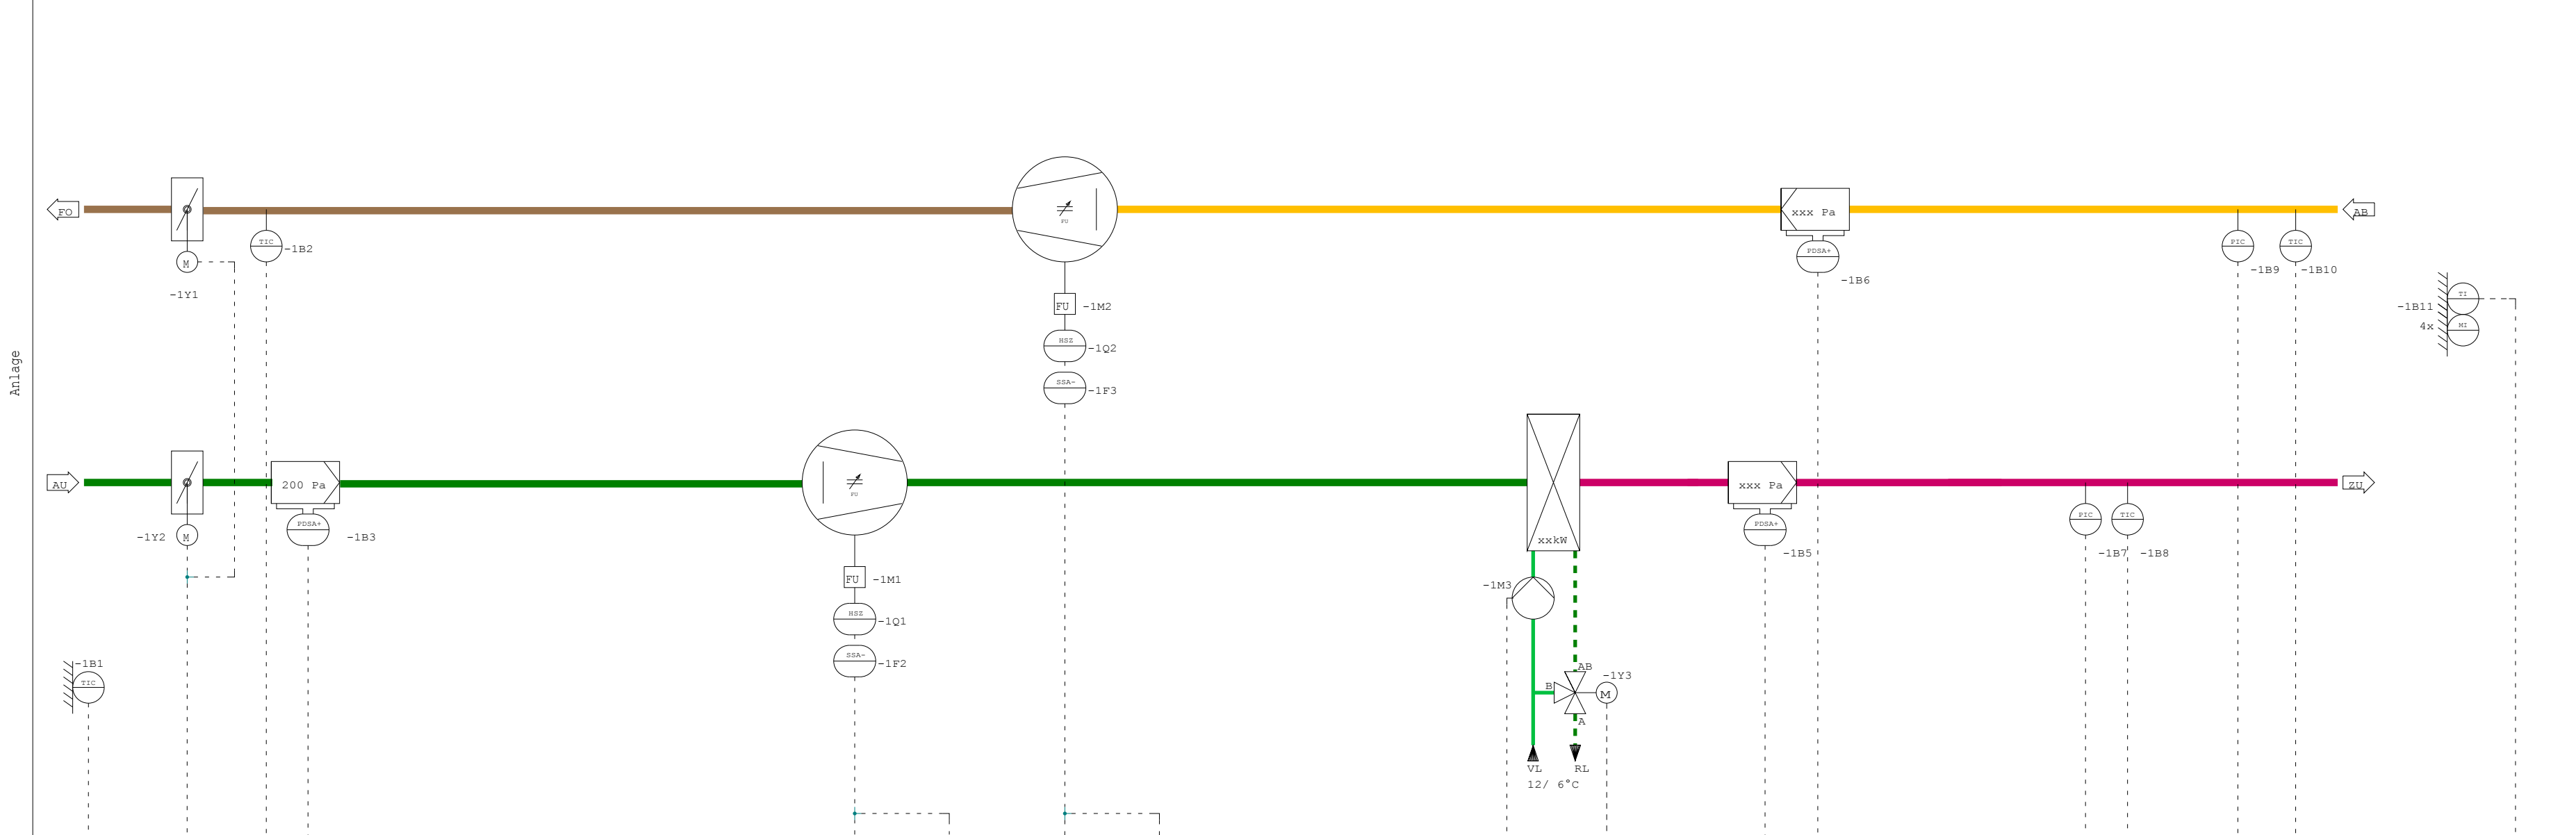 Anlage
FO
M
-1Y1
TIC
-1B2
FU
FU
-1M2
HSZ
-1Q2
SSA-
-1F3
xxx Pa
PDSA+
-1B6
PIC
-1B9
TIC
-1B10
AB
-1B11
4x
TI
MI
AU
-1Y2
M
200 Pa
PDSA+
-1B3
FU
FU
-1M1
HSZ
-1Q1
SSA-
-1F2
xxkW
-1M3
xxx Pa
PDSA+
-1B5
PIC
-1B7
TIC
-1B8
ZU
-1B1
TIC
AB
-1Y3
B
M
A
VL
RL
12/ 6°C